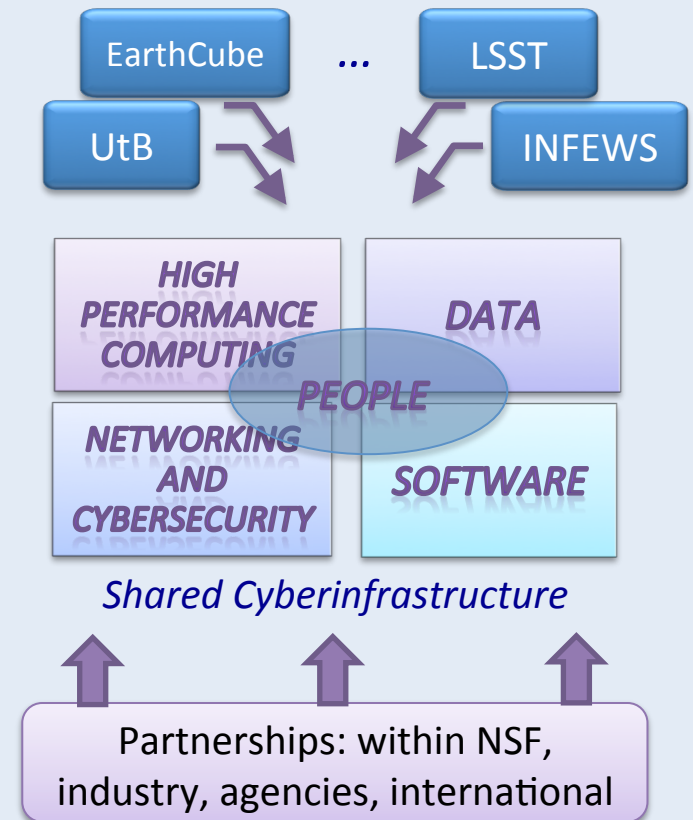 EarthCube
...
LSST
UtB
INFEWS
HIGH
PERFORMANCE
COMPUTING
DATA
PEOPLE
NETWORKING
AND
CYBERSECURITY
SOFTWARE
Shared Cyberinfrastructure
Partnerships: within NSF,
industry, agencies, international